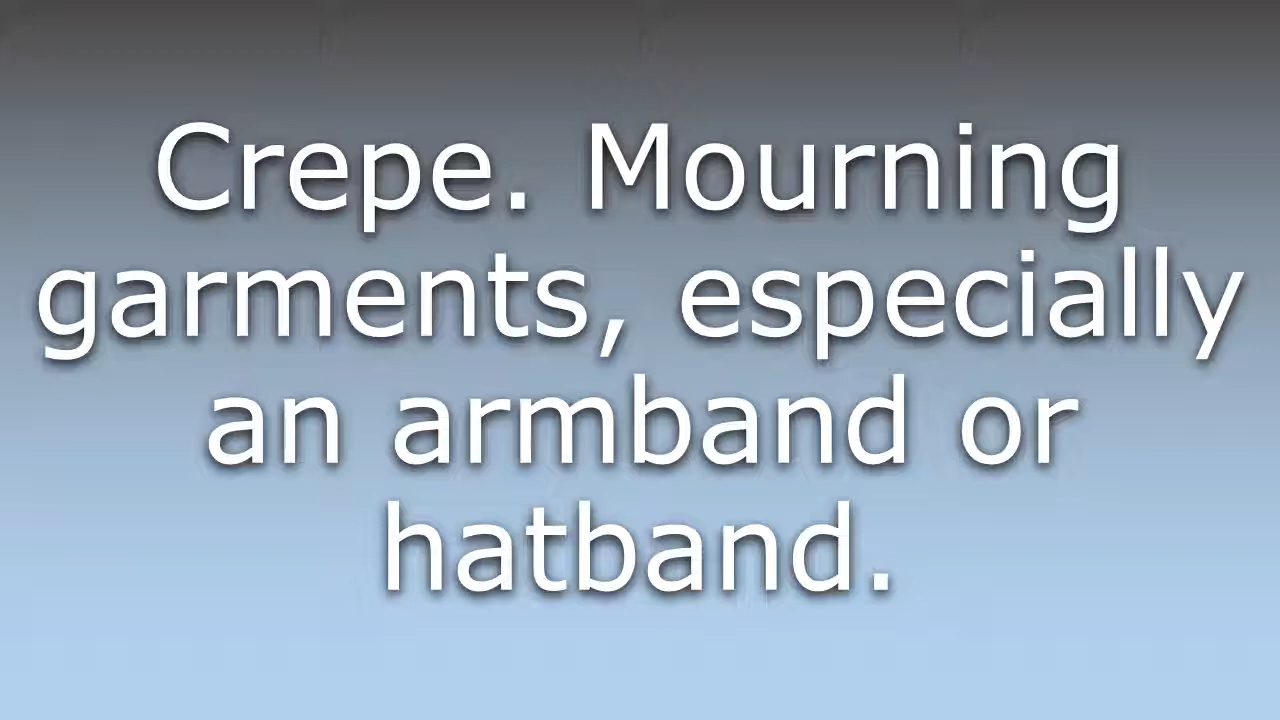 Crepe. Mourning
garments, especially
an armband or
hatband.